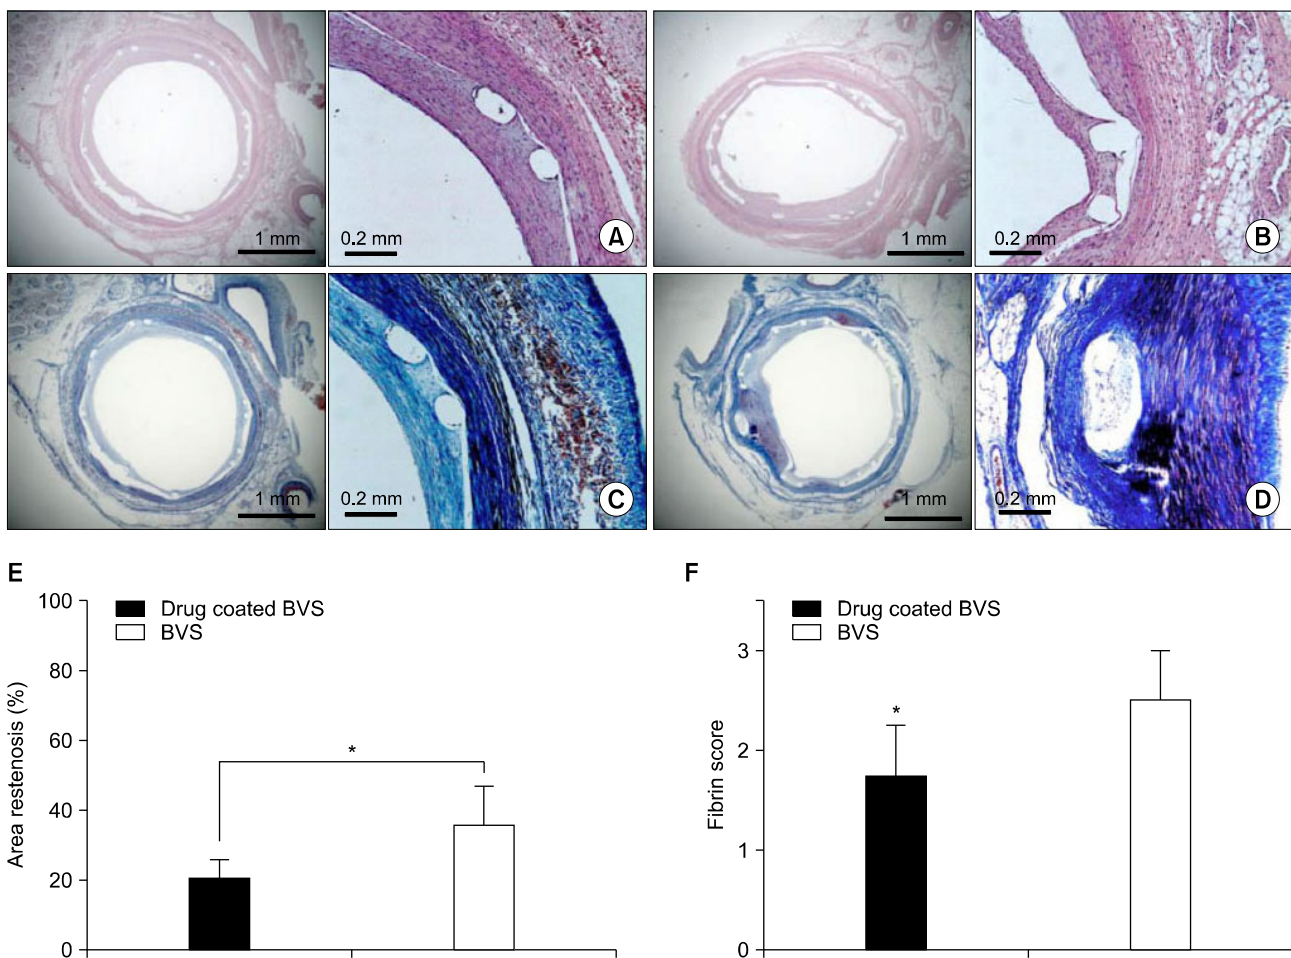 1 mm
0.2 mm
A
1 mm
0.2 mm
B
1 mm
0.2 mm
C
1 mm
0.2 mm
D
E
Drug coated BVS
BVS
100
80
60
40
20
0
Area restenosis (%)
*
F
Drug coated BVS
BVS
3
2
1
0
Fibrin score
*